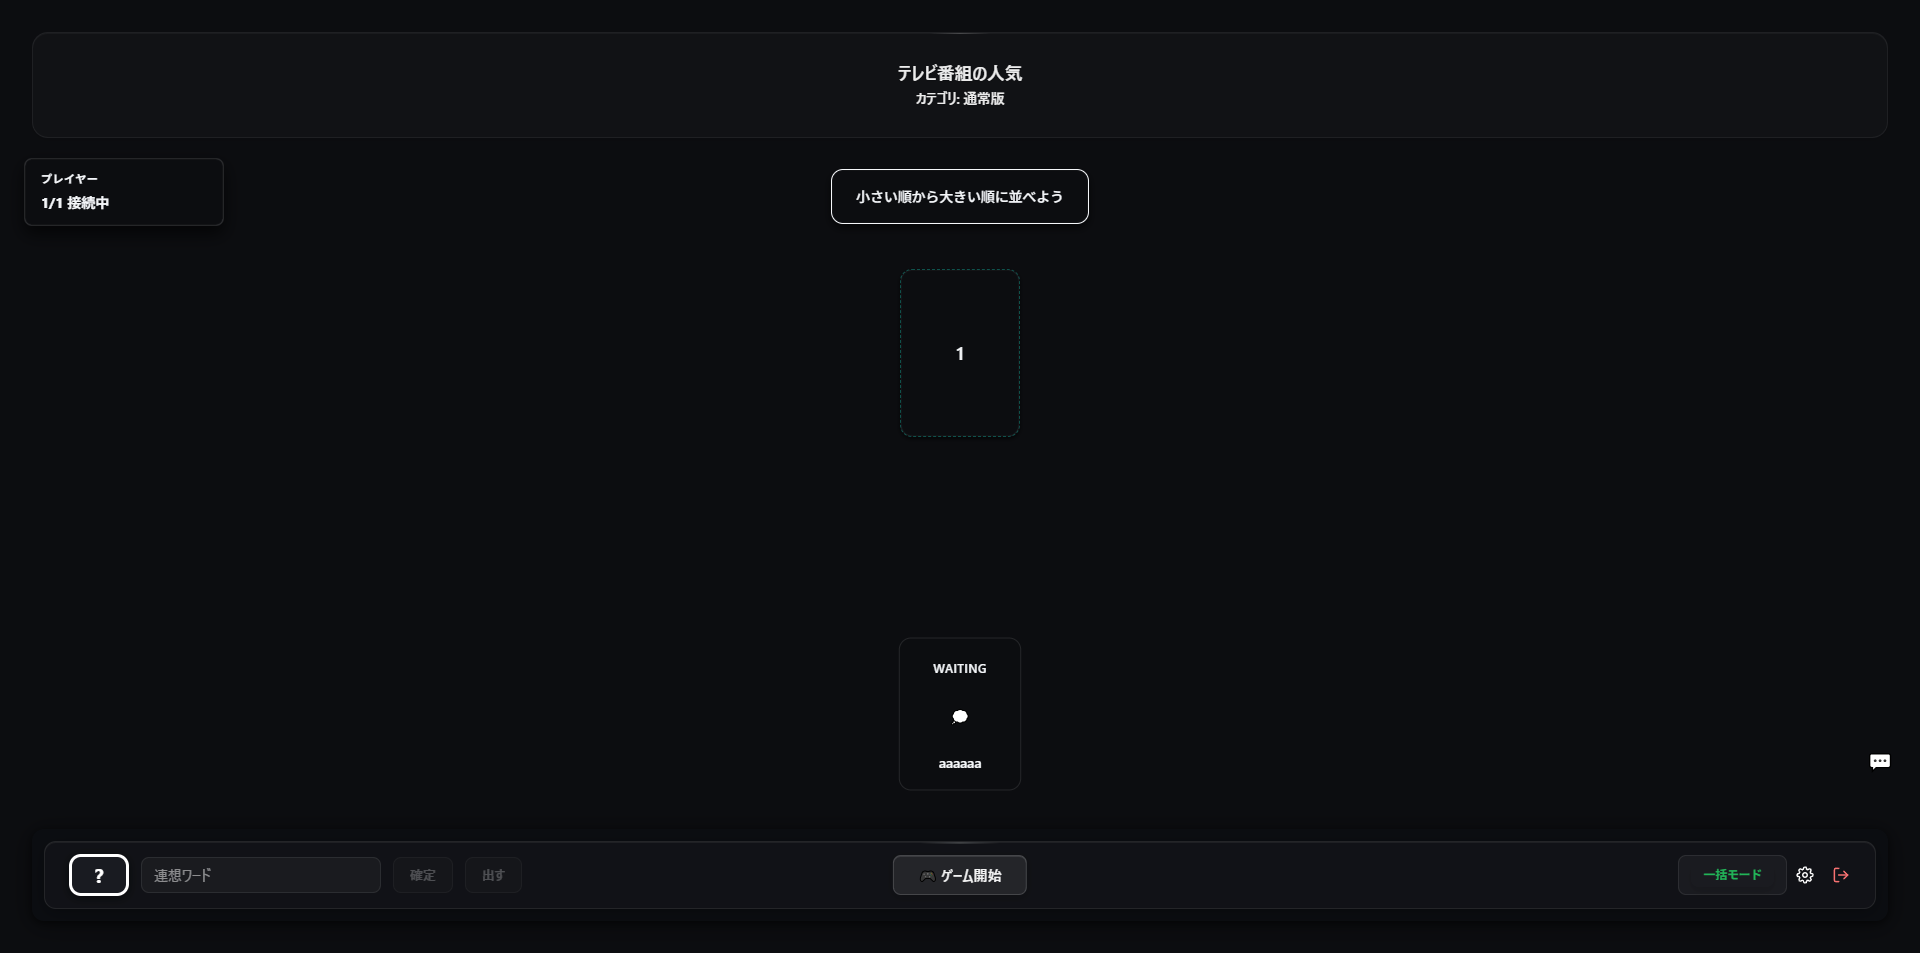 テレビ番組の人気
カテゴリ: 通常版
プレイヤー
1/1 接続中
小さい順から大きい順に並べよう
1
WAITING
aaaaaa
?
連想ワード
確定
出す
🎮 ゲーム開始
一括モード